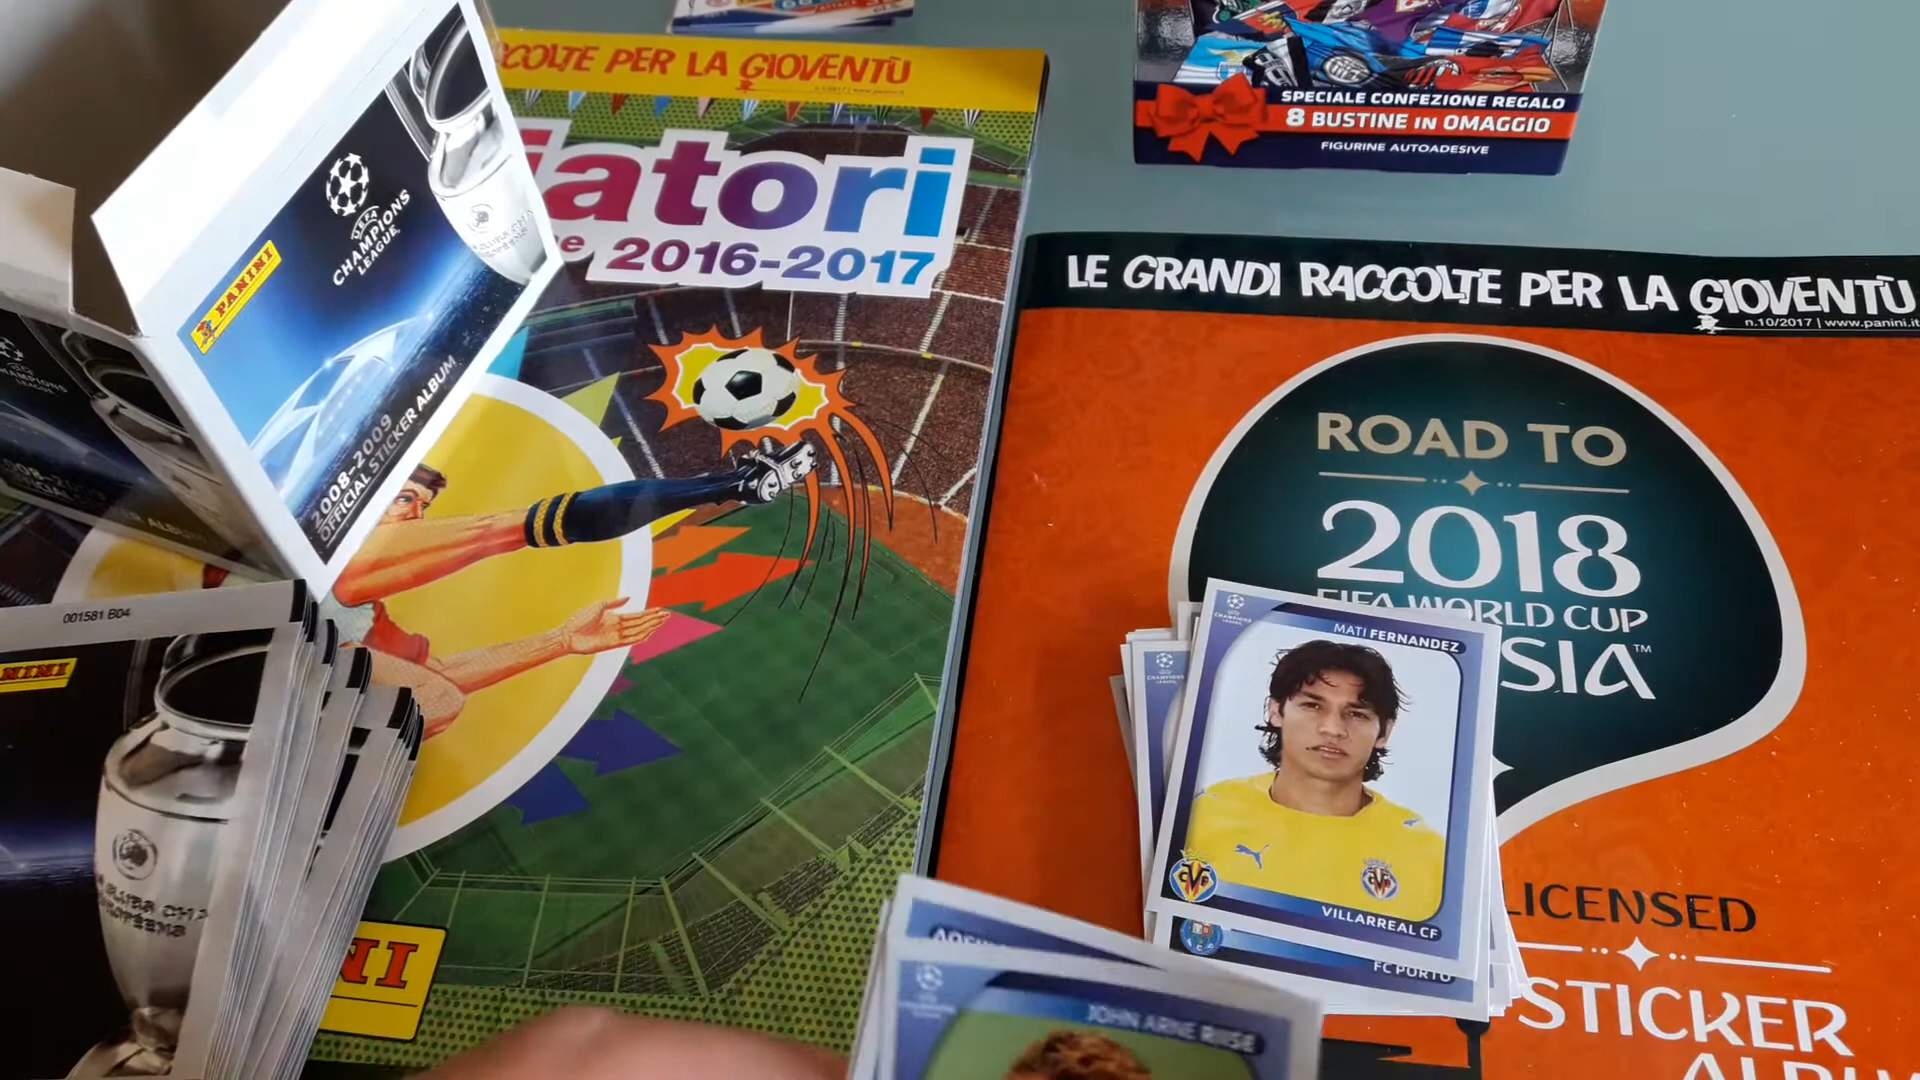 COLTE PER LA GIOVENTÙ
iatori
2016-2017
SPECIALE CONFEZIONE REGALO
8 BUSTINE IN OMAGGIO
FIGURINE AUTOADESIVE
UEFA
CHAMPIONS
LEAGUE
PANINI
2008-2009
OFFICIAL STICKER ALBUM
LE GRANDI RACCOLTE PER LA GIOVENTÙ
n.10/2017 | www.panini.it
ROAD TO
2018
FIFA WORLD CUP
SIA™
LICENSED
STICKER
001581 B04
NINI
NI
MATI FERNANDEZ
VILLARREAL CF
FC PORTO
JOHN ARNE RIISE